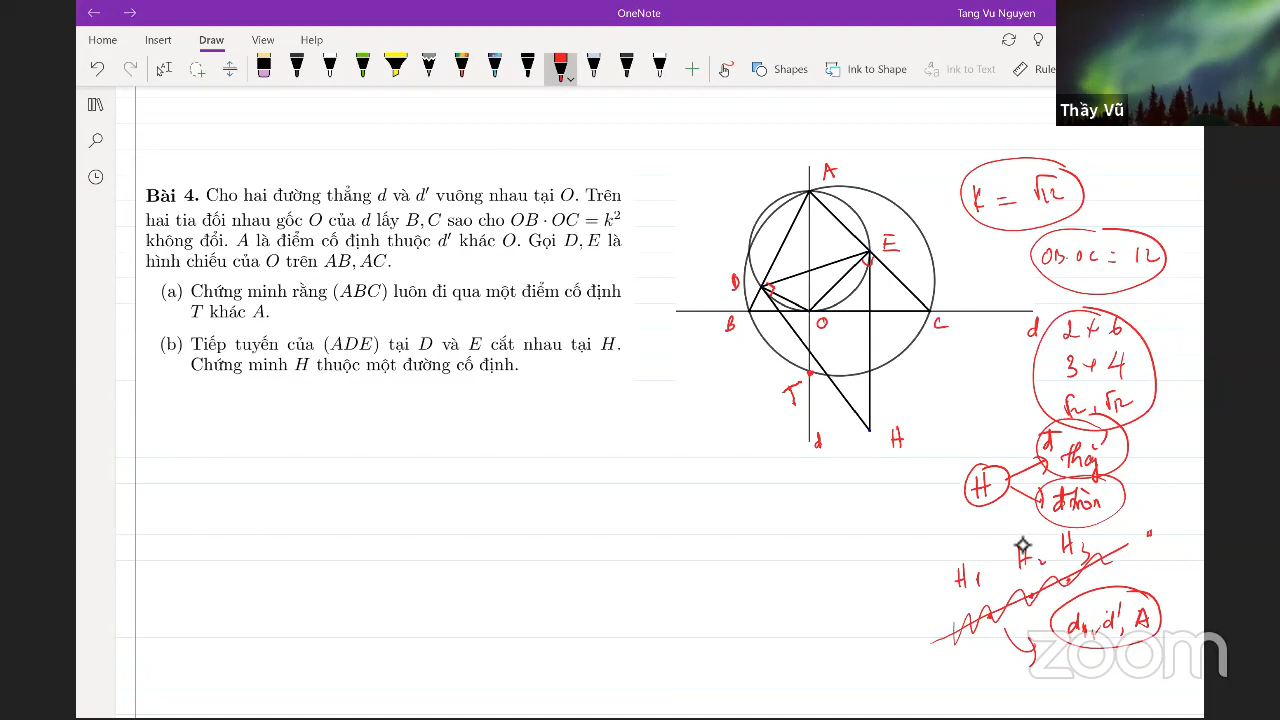 OneNote
Tang Vu Nguyen
Home Insert Draw View Help
Shapes Ink to Shape Ink to Text Rule
Thầy Vũ
Bài 4. Cho hai đường thẳng d và d′ vuông nhau tại O. Trên
hai tia đối nhau gốc O của d lấy B, C sao cho OB · OC = k²
không đổi. A là điểm cố định thuộc d′ khác O. Gọi D, E là
hình chiếu của O trên AB, AC.
(a) Chứng minh rằng (ABC) luôn đi qua một điểm cố định
T khác A.
(b) Tiếp tuyến của (ADE) tại D và E cắt nhau tại H.
Chứng minh H thuộc một đường cố định.
A
E
D
B
O
C
d
T
d
H
K = √12
OB.OC = 12
2 + 6
3 + 4
√12, √12
H
đ thẳg
đ tròn
H1 H2 H3
d, d', A
zoom